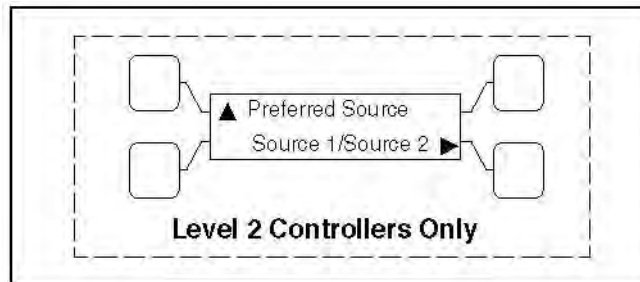 ▲ Preferred Source
Source 1/Source 2 ►
Level 2 Controllers Only